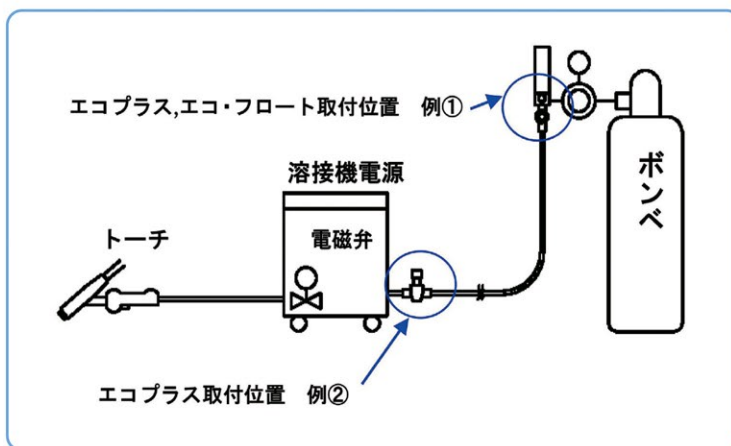 エコプラス,エコ・フロート取付位置　例①
ボンベ
溶接機電源
電磁弁
トーチ
エコプラス取付位置　例②